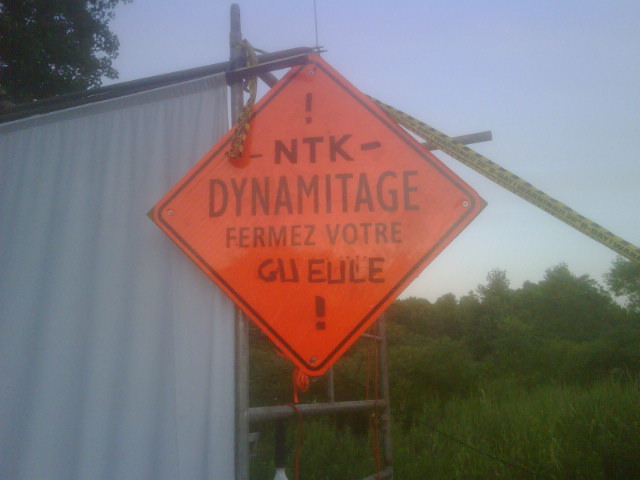 !
- NTK -
DYNAMITAGE
FERMEZ VOTRE
GUEULE
!